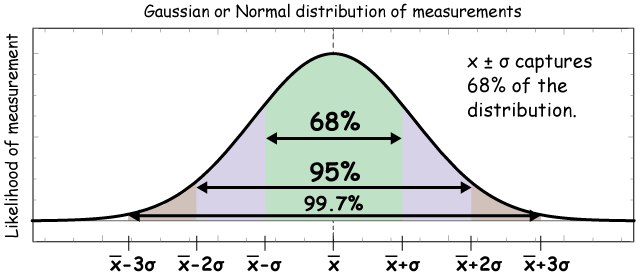 Gaussian or Normal distribution of measurements
Likelihood of measurement
x ± σ captures
68% of the
distribution.
68%
95%
99.7%
x̅-3σ x̅-2σ x̅-σ x̅ x̅+σ x̅+2σ x̅+3σ